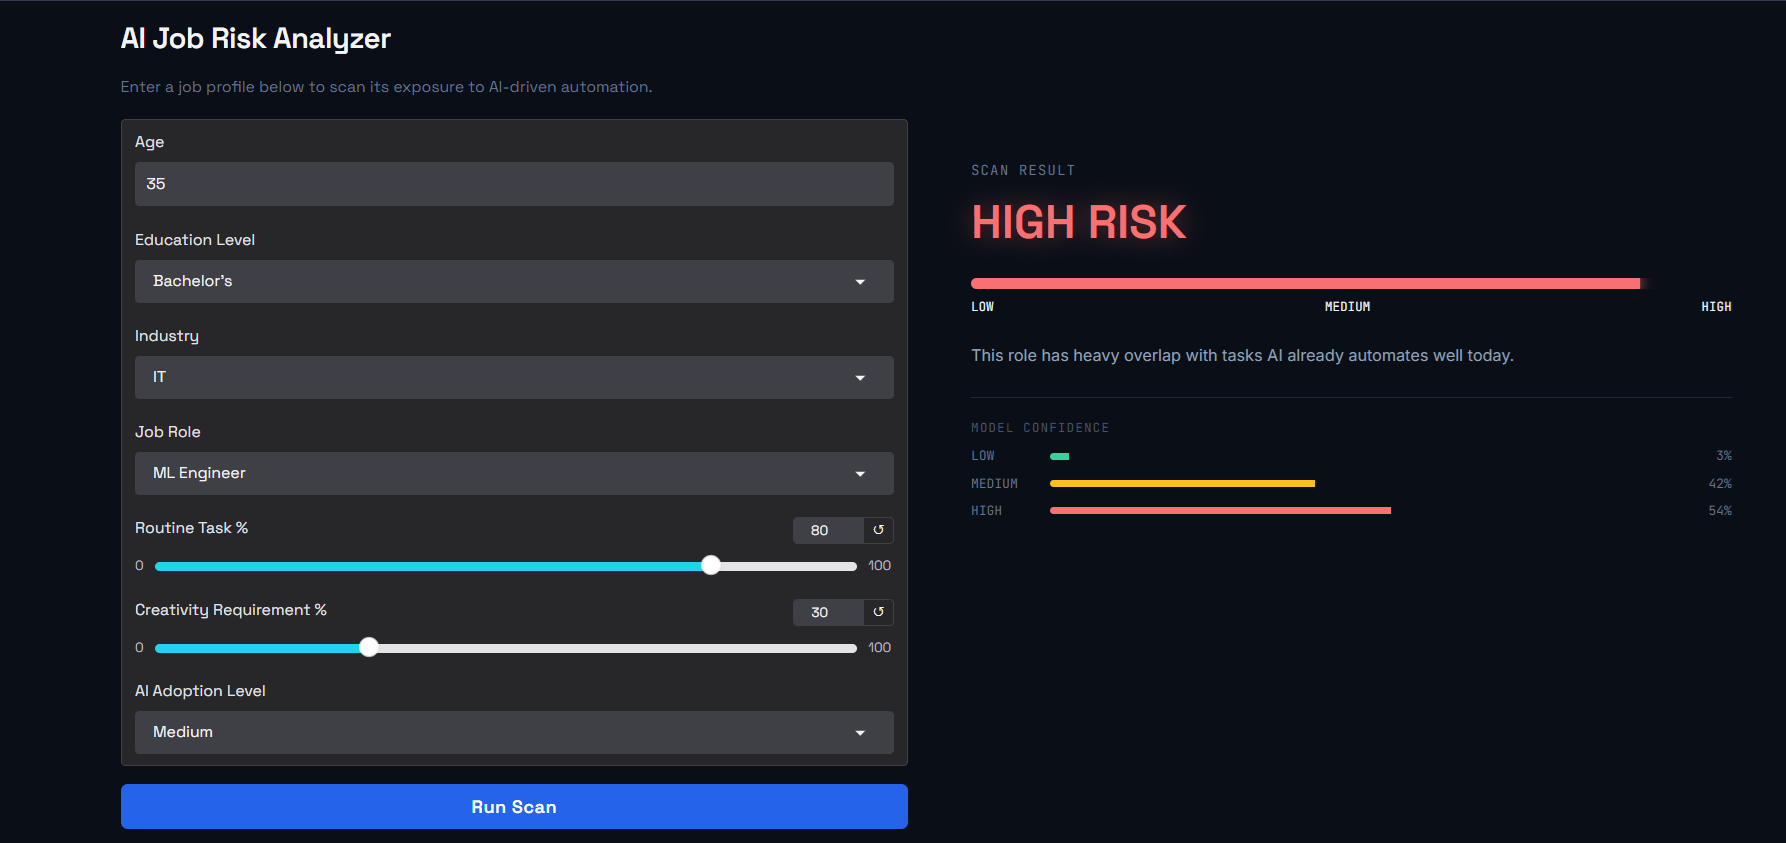 AI Job Risk Analyzer
Enter a job profile below to scan its exposure to AI-driven automation.
Age
35
Education Level
Bachelor's
Industry
IT
Job Role
ML Engineer
Routine Task %
80 ↺
0 100
Creativity Requirement %
30 ↺
0 100
AI Adoption Level
Medium
Run Scan
SCAN RESULT
HIGH RISK
LOW MEDIUM HIGH
This role has heavy overlap with tasks AI already automates well today.
MODEL CONFIDENCE
LOW 3%
MEDIUM 42%
HIGH 54%